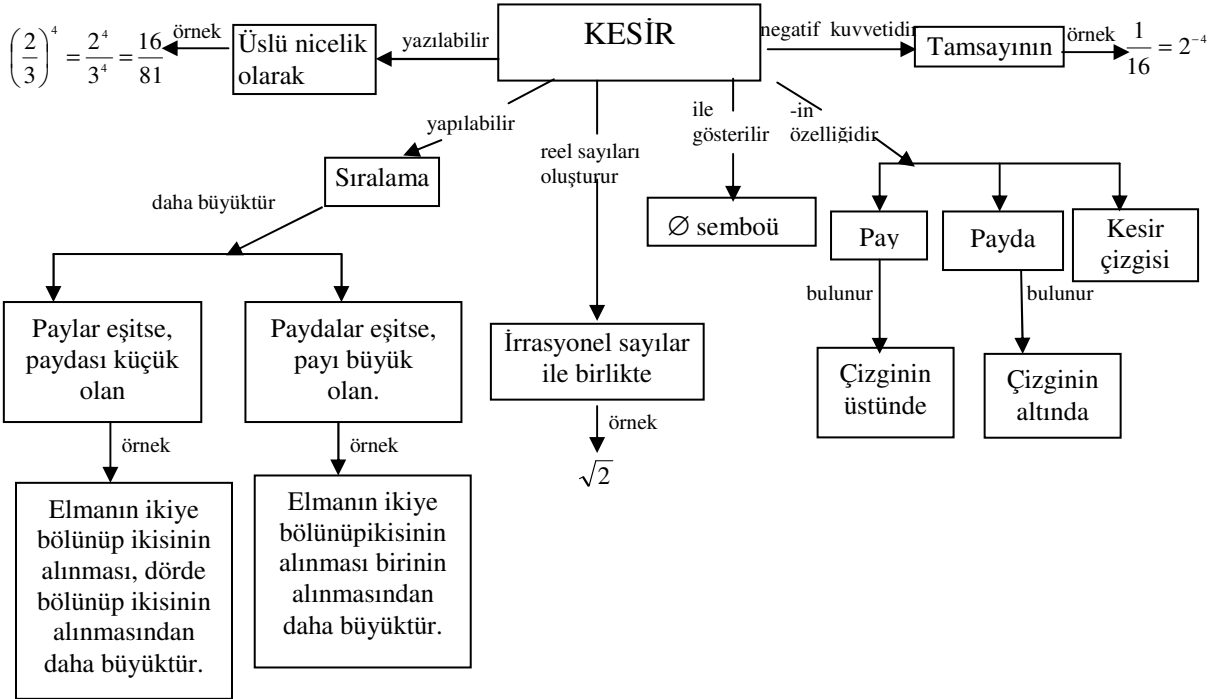 KESİR
(2/3)^4 = 2^4/3^4 = 16/81
örnek
Üslü nicelik
olarak
yazılabilir
negatif kuvvetidir
Tamsayının
örnek
1/16 = 2^-4
yapılabilir
reel sayıları
oluşturur
ile
gösterilir
-in
özelliğidir
Sıralama
daha büyüktür
Ø semboü
Pay
Payda
Kesir
çizgisi
bulunur
bulunur
Paylar eşitse,
paydası küçük
olan
Paydalar eşitse,
payı büyük
olan.
İrrasyonel sayılar
ile birlikte
Çizginin
üstünde
Çizginin
altında
örnek
örnek
örnek
√2
Elmanın ikiye
bölünüp ikisinin
alınması, dörde
bölünüp ikisinin
alınmasından
daha büyüktür.
Elmanın ikiye
bölünüpikisinin
alınması birinin
alınmasından
daha büyüktür.